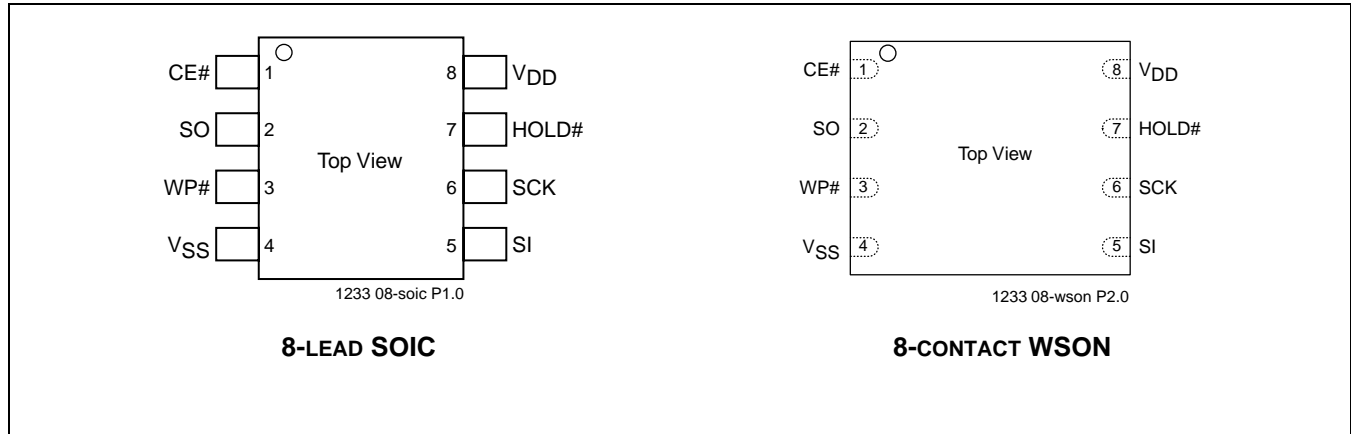 CE# 1 8 VDD
SO 2 7 HOLD#
Top View
WP# 3 6 SCK
VSS 4 5 SI
1233 08-soic P1.0
8-LEAD SOIC
CE# 1 8 VDD
SO 2 7 HOLD#
Top View
WP# 3 6 SCK
VSS 4 5 SI
1233 08-wson P2.0
8-CONTACT WSON